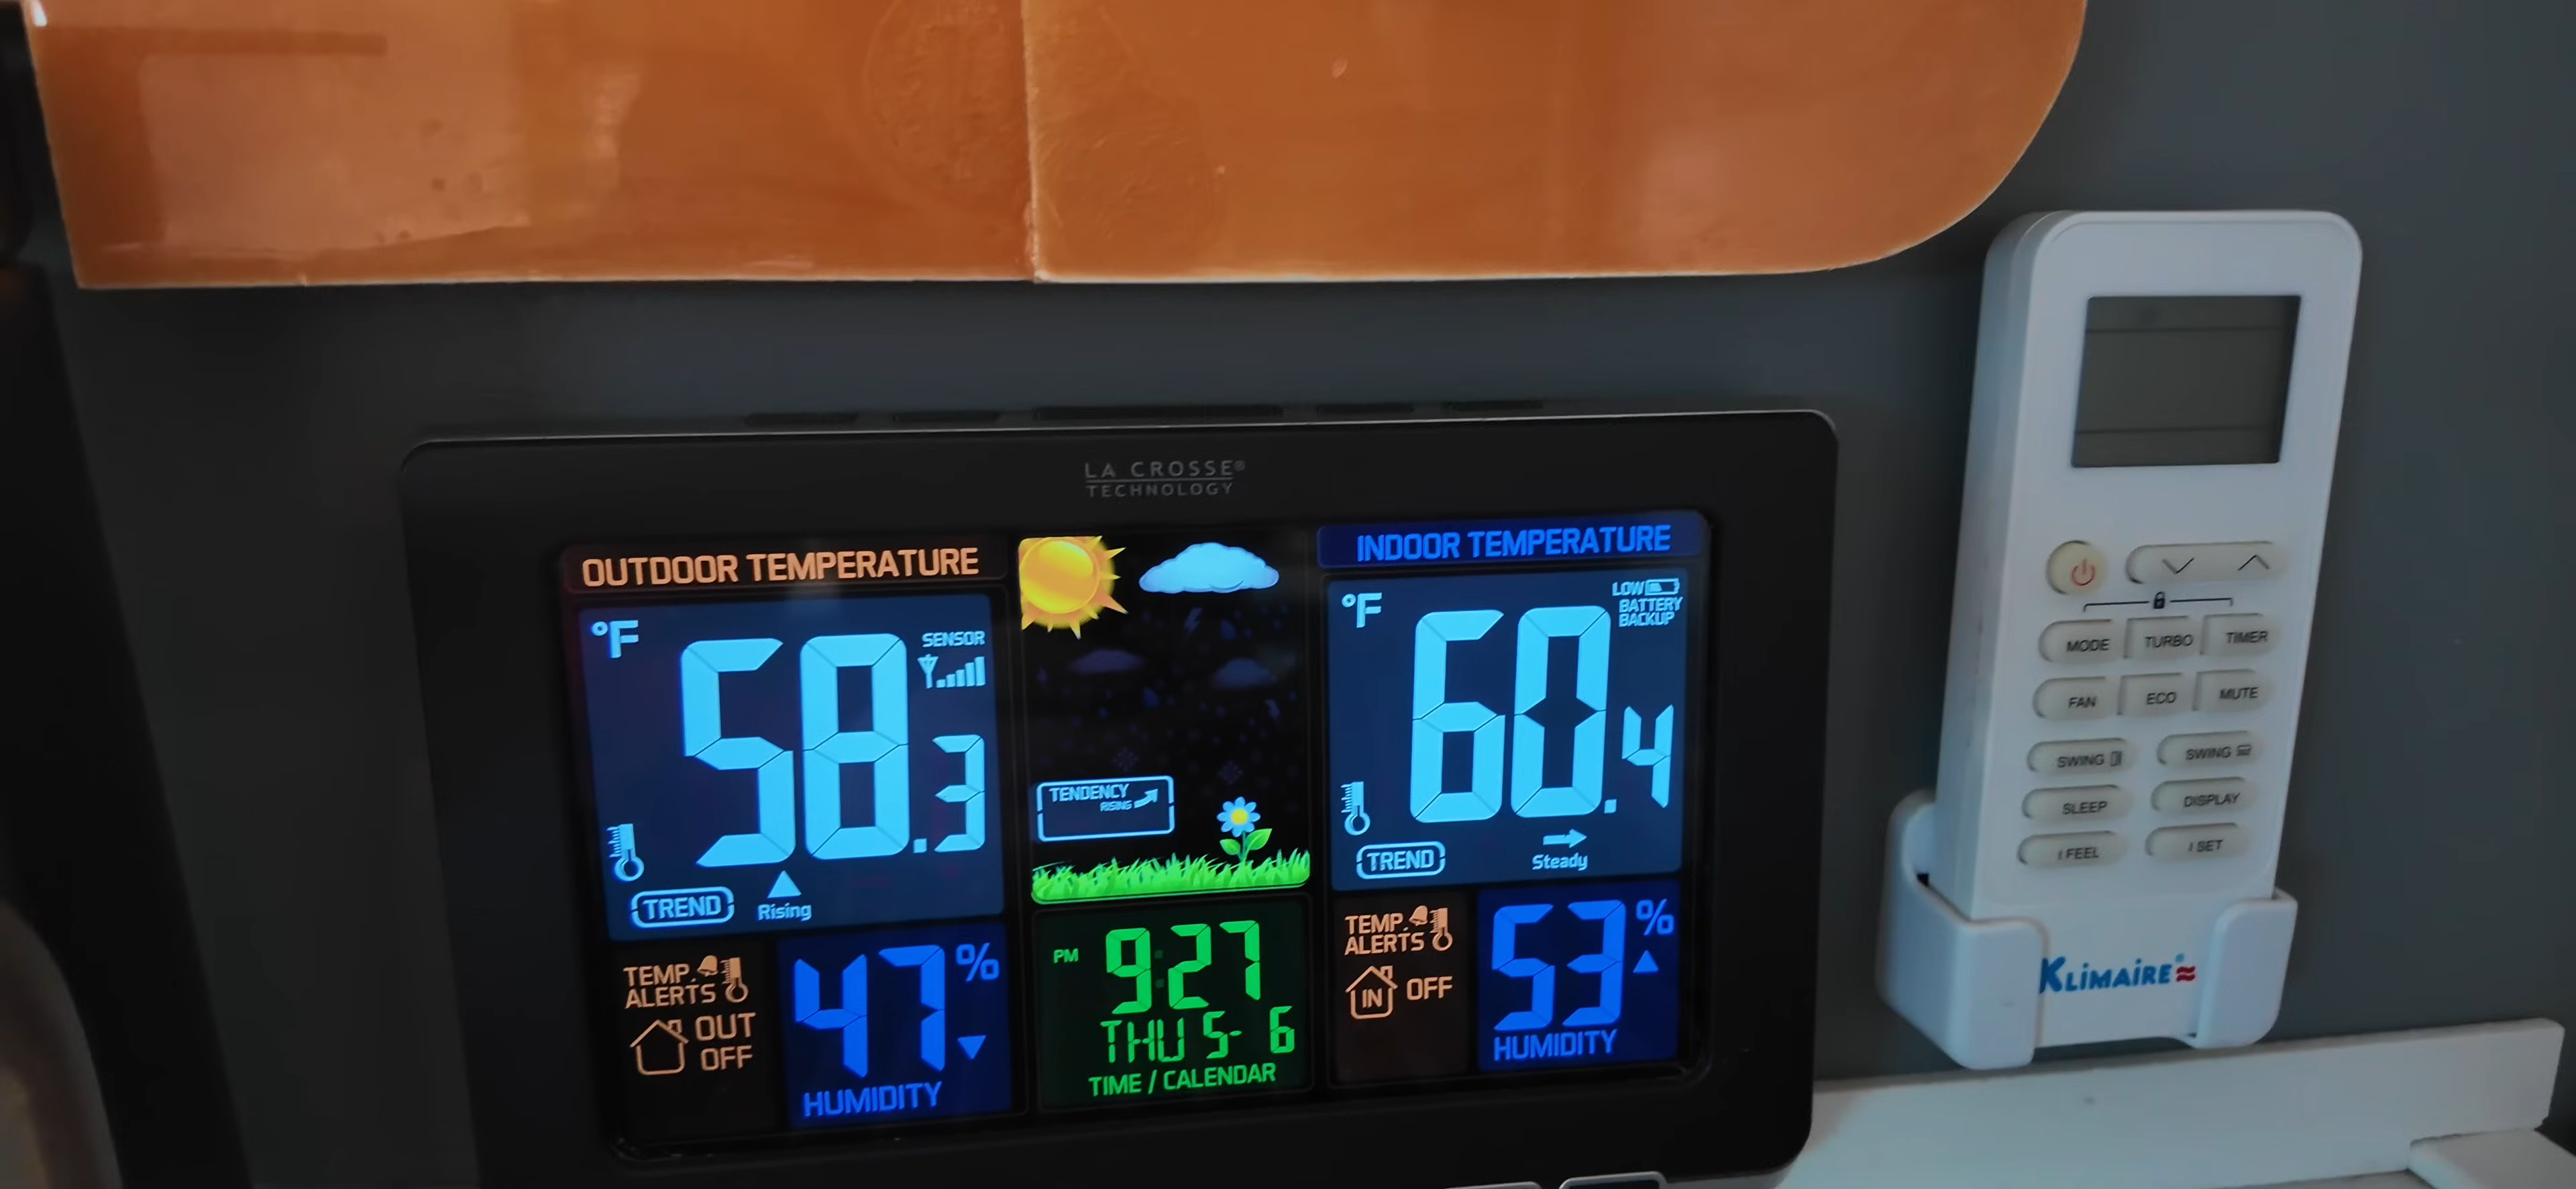 LA CROSSE®
TECHNOLOGY
OUTDOOR TEMPERATURE
°F
58.3
SENSOR
TREND
Rising
TEMP.
ALERTS
OUT
OFF
47%
HUMIDITY
TENDENCY
RISING
PM
9:27
THU 5- 6
TIME / CALENDAR
INDOOR TEMPERATURE
°F
60.4
LOW
BATTERY
BACKUP
TREND
Steady
TEMP.
ALERTS
IN OFF
53%
HUMIDITY
MODE TURBO TIMER
FAN ECO MUTE
SWING SWING
SLEEP DISPLAY
I FEEL I SET
KLIMAIRE®